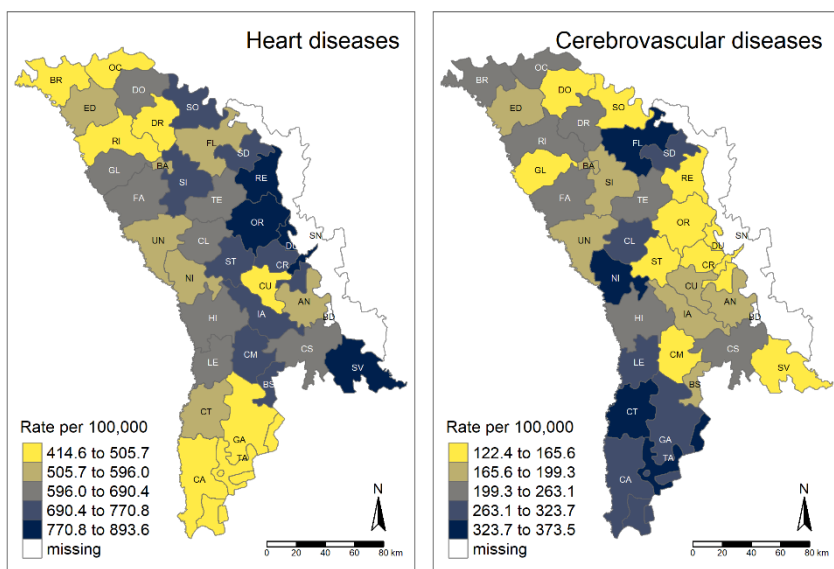 Heart diseases
OC
BR
DO
ED
SO
DR
RI
FL
SD
GL
BA
RE
SI
FA
TE
OR
UN
CL
DU
ST
CR
NI
CU
AN
IA
HI
BD
LE
CM
CS
SV
BS
CT
GA
TA
CA
Rate per 100,000
414.6 to 505.7
505.7 to 596.0
596.0 to 690.4
690.4 to 770.8
770.8 to 893.6
missing
N
0 20 40 60 80 km
Cerebrovascular diseases
OC
BR
DO
ED
SO
DR
RI
FL
SD
GL
BA
RE
SI
FA
TE
OR
SN
UN
CL
DU
ST
CR
NI
CU
AN
IA
HI
BD
LE
CM
CS
SV
BS
CT
GA
TA
CA
Rate per 100,000
122.4 to 165.6
165.6 to 199.3
199.3 to 263.1
263.1 to 323.7
323.7 to 373.5
missing
N
0 20 40 60 80 km